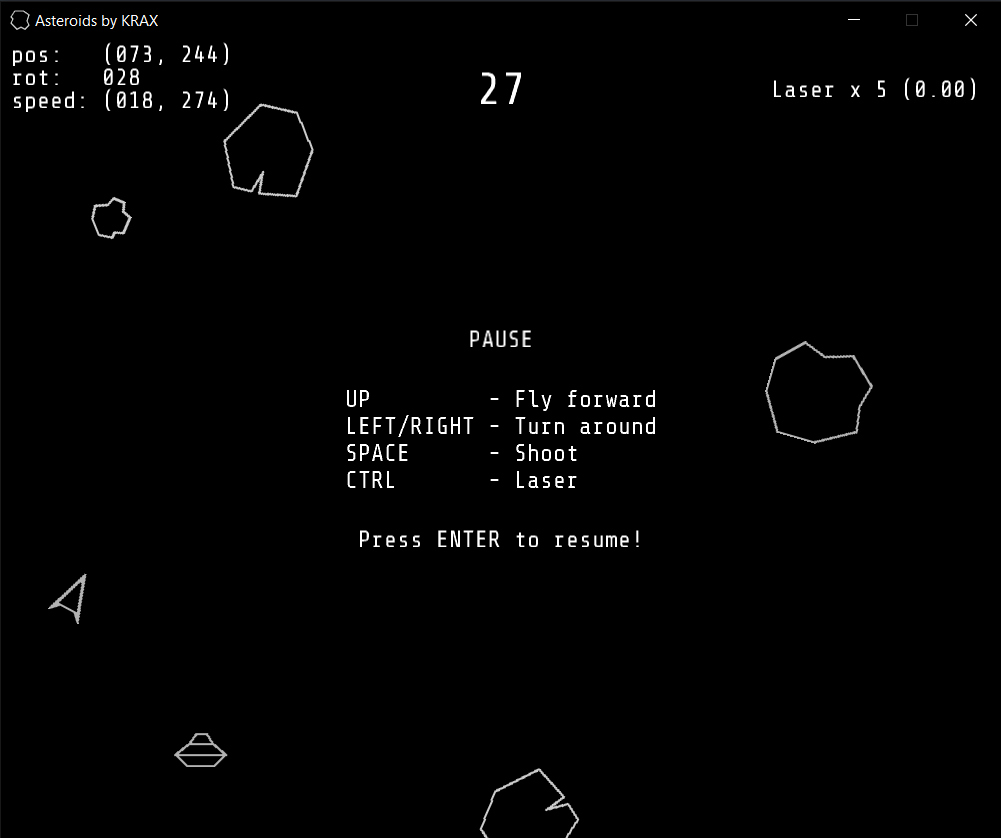 Asteroids by KRAX
pos:   (073, 244)
rot:   028
speed: (018, 274)
27
Laser x 5 (0.00)
PAUSE
UP         - Fly forward
LEFT/RIGHT - Turn around
SPACE      - Shoot
CTRL       - Laser
Press ENTER to resume!